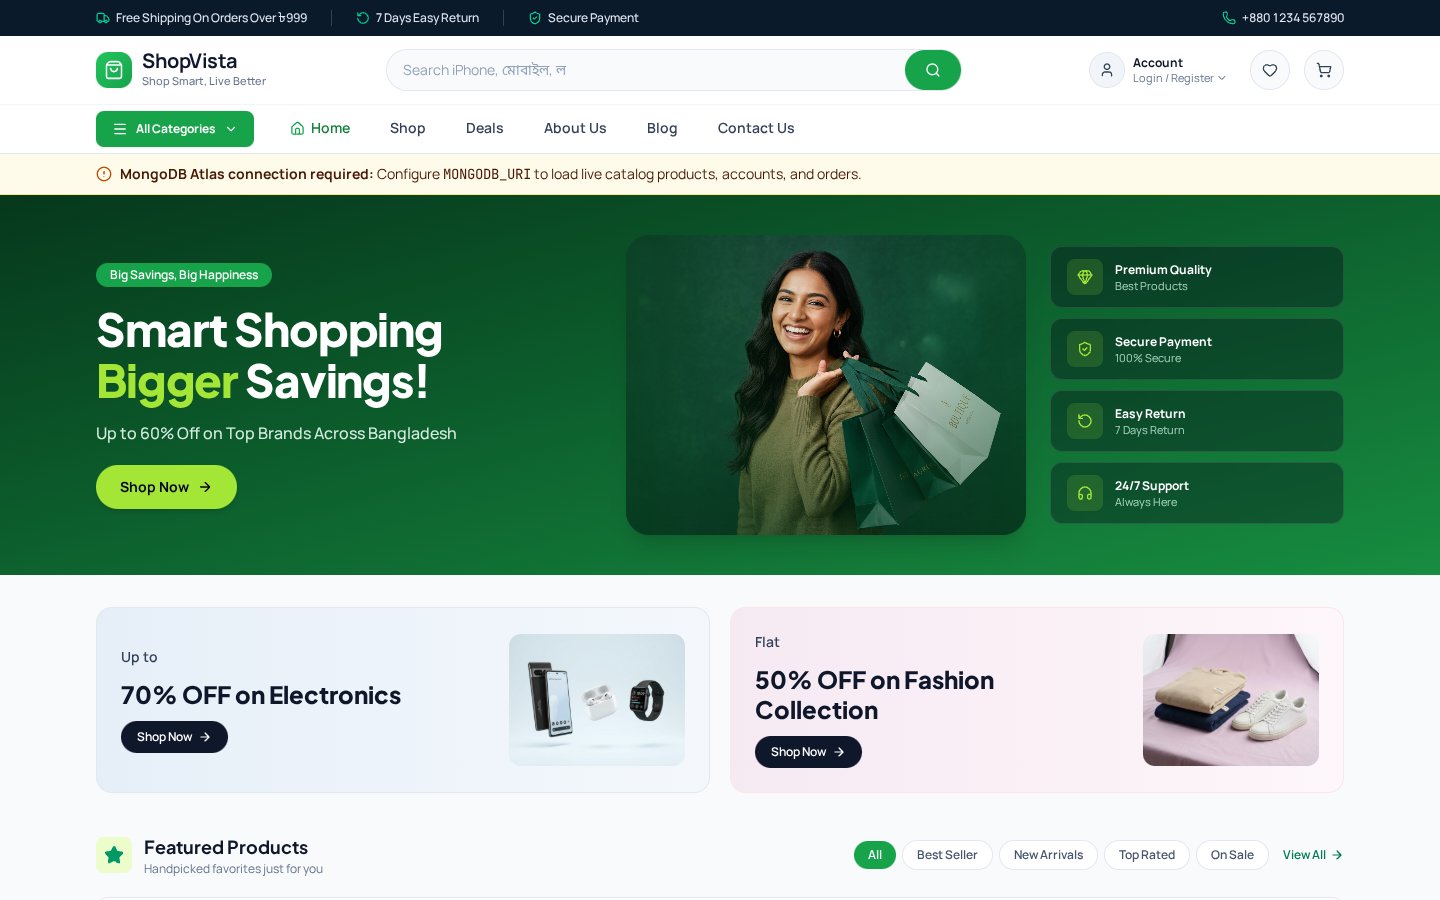 Free Shipping On Orders Over ৳999
7 Days Easy Return
Secure Payment
+880 1234 567890
ShopVista
Shop Smart, Live Better
Search iPhone, মোবাইল, ল
Account
Login / Register
All Categories
Home
Shop
Deals
About Us
Blog
Contact Us
MongoDB Atlas connection required: Configure MONGODB_URI to load live catalog products, accounts, and orders.
Big Savings, Big Happiness
Smart Shopping
Bigger Savings!
Up to 60% Off on Top Brands Across Bangladesh
Shop Now
BOUTIQUE
Premium Quality
Best Products
Secure Payment
100% Secure
Easy Return
7 Days Return
24/7 Support
Always Here
Up to
70% OFF on Electronics
Shop Now
Flat
50% OFF on Fashion
Collection
Shop Now
Featured Products
Handpicked favorites just for you
All
Best Seller
New Arrivals
Top Rated
On Sale
View All